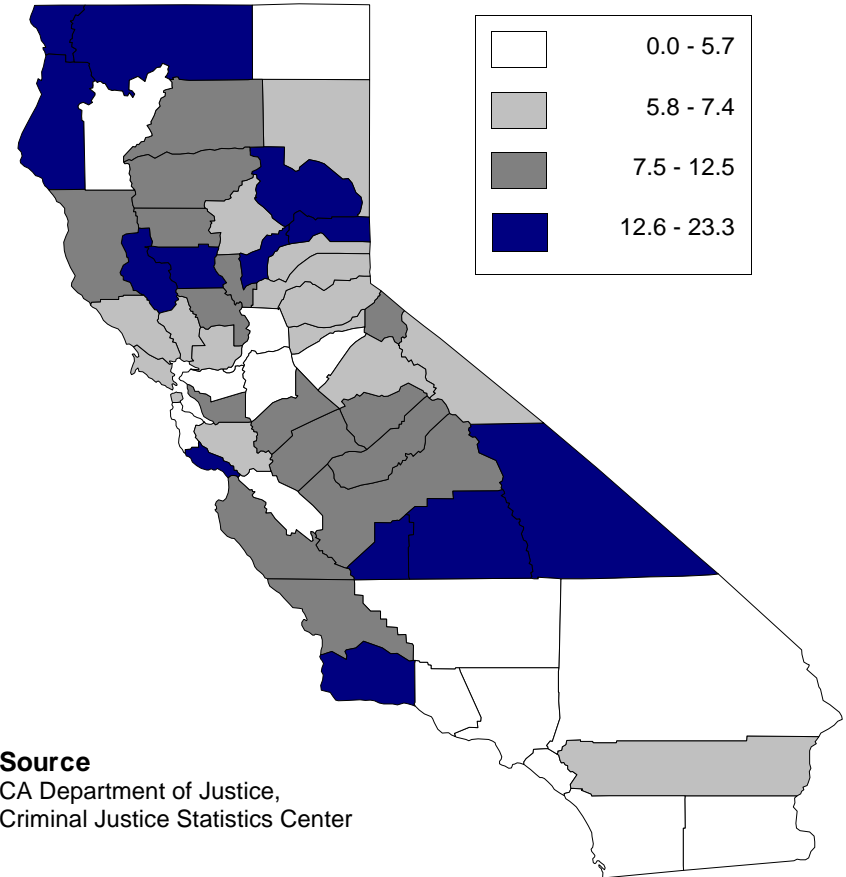 0.0 - 5.7
5.8 - 7.4
7.5 - 12.5
12.6 - 23.3
Source
CA Department of Justice,
Criminal Justice Statistics Center